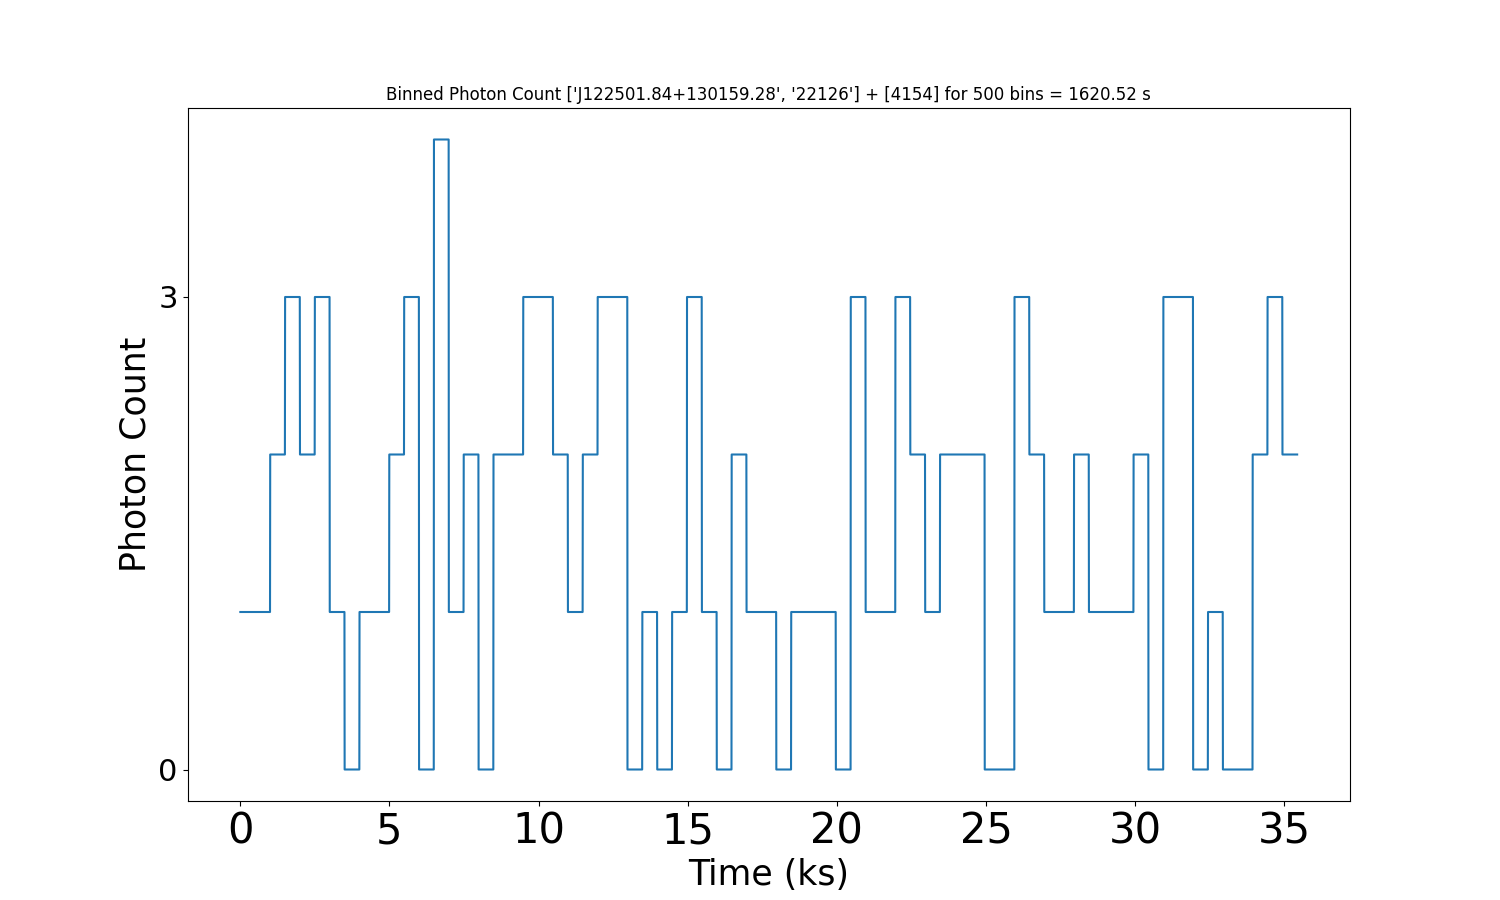 Binned Photon Count ['J122501.84+130159.28', '22126'] + [4154] for 500 bins = 1620.52 s
Photon Count
3
0
0 5 10 15 20 25 30 35
Time (ks)